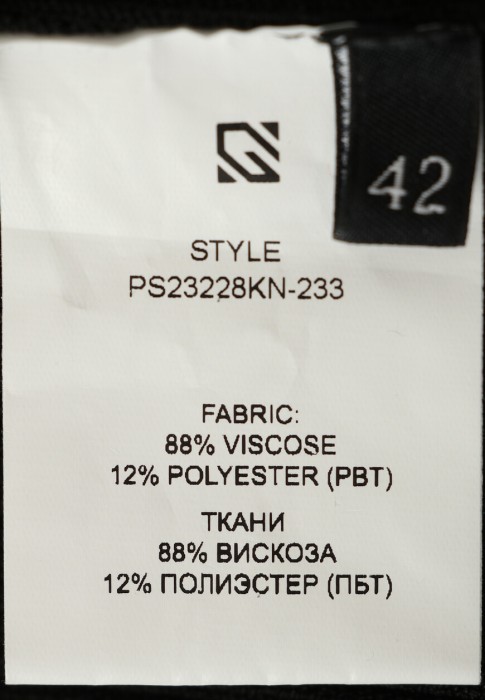 42
STYLE
PS23228KN-233
FABRIC:
88% VISCOSE
12% POLYESTER (PBT)
ТКАНИ
88% ВИСКОЗА
12% ПОЛИЭСТЕР (ПБТ)